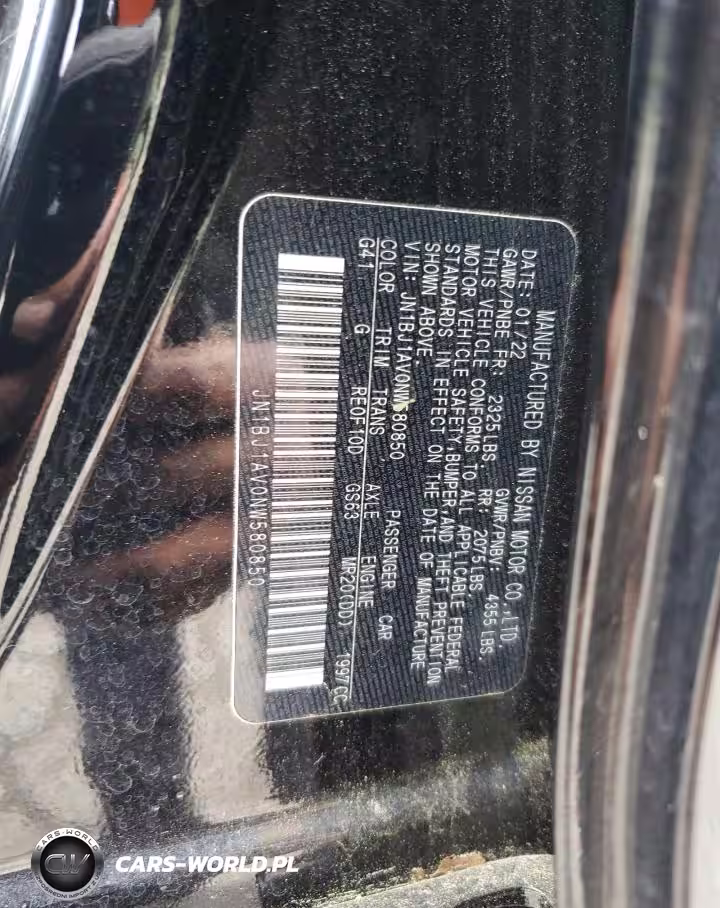 MANUFACTURED BY NISSAN MOTOR CO.,LTD.
DATE: 01/22 GVWR/PNBV: 4355 LBS.
GAWR/PNBE FR: 2325 LBS. RR: 2075 LBS.
THIS VEHICLE CONFORMS TO ALL APPLICABLE FEDERAL
MOTOR VEHICLE SAFETY, BUMPER, AND THEFT PREVENTION
STANDARDS IN EFFECT ON THE DATE OF MANUFACTURE
SHOWN ABOVE.
VIN: JN1BJ1AV0NW580850 PASSENGER CAR
COLOR TRIM TRANS AXLE ENGINE
G41 G RE0F10D GS63 MR20(DD) 1997CC
JN1BJ1AV0NW580850
CARS-WORLD
CW
CARS-WORLD.PL